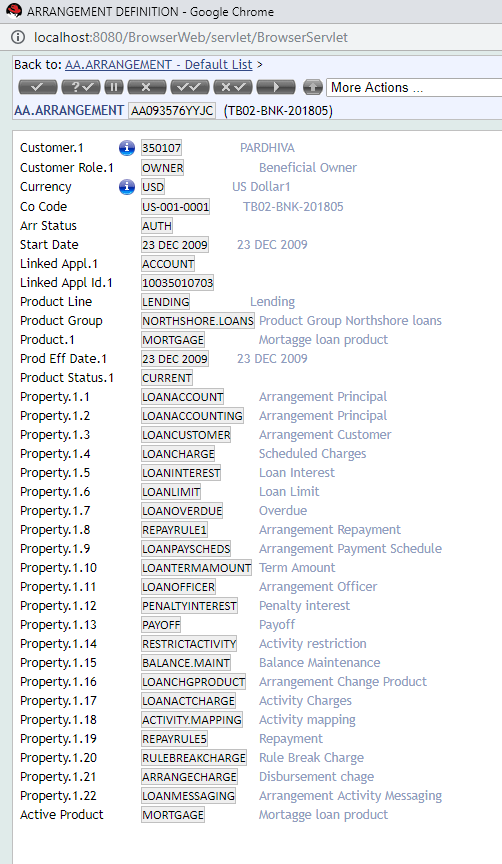 ARRANGEMENT DEFINITION - Google Chrome
localhost:8080/BrowserWeb/servlet/BrowserServlet
Back to: AA.ARRANGEMENT - Default List >
More Actions ...
AA.ARRANGEMENT AA093576YYJC (TB02-BNK-201805)
Customer.1 350107 PARDHIVA
Customer Role.1 OWNER Beneficial Owner
Currency USD US Dollar1
Co Code US-001-0001 TB02-BNK-201805
Arr Status AUTH
Start Date 23 DEC 2009 23 DEC 2009
Linked Appl.1 ACCOUNT
Linked Appl Id.1 10035010703
Product Line LENDING Lending
Product Group NORTHSHORE.LOANS Product Group Northshore loans
Product.1 MORTGAGE Mortagge loan product
Prod Eff Date.1 23 DEC 2009 23 DEC 2009
Product Status.1 CURRENT
Property.1.1 LOANACCOUNT Arrangement Principal
Property.1.2 LOANACCOUNTING Arrangement Principal
Property.1.3 LOANCUSTOMER Arrangement Customer
Property.1.4 LOANCHARGE Scheduled Charges
Property.1.5 LOANINTEREST Loan Interest
Property.1.6 LOANLIMIT Loan Limit
Property.1.7 LOANOVERDUE Overdue
Property.1.8 REPAYRULE1 Arrangement Repayment
Property.1.9 LOANPAYSCHEDS Arrangement Payment Schedule
Property.1.10 LOANTERMAMOUNT Term Amount
Property.1.11 LOANOFFICER Arrangement Officer
Property.1.12 PENALTYINTEREST Penalty interest
Property.1.13 PAYOFF Payoff
Property.1.14 RESTRICTACTIVITY Activity restriction
Property.1.15 BALANCE.MAINT Balance Maintenance
Property.1.16 LOANCHGPRODUCT Arrangement Change Product
Property.1.17 LOANACTCHARGE Activity Charges
Property.1.18 ACTIVITY.MAPPING Activity mapping
Property.1.19 REPAYRULE5 Repayment
Property.1.20 RULEBREAKCHARGE Rule Break Charge
Property.1.21 ARRANGECHARGE Disbursement chage
Property.1.22 LOANMESSAGING Arrangement Activity Messaging
Active Product MORTGAGE Mortagge loan product